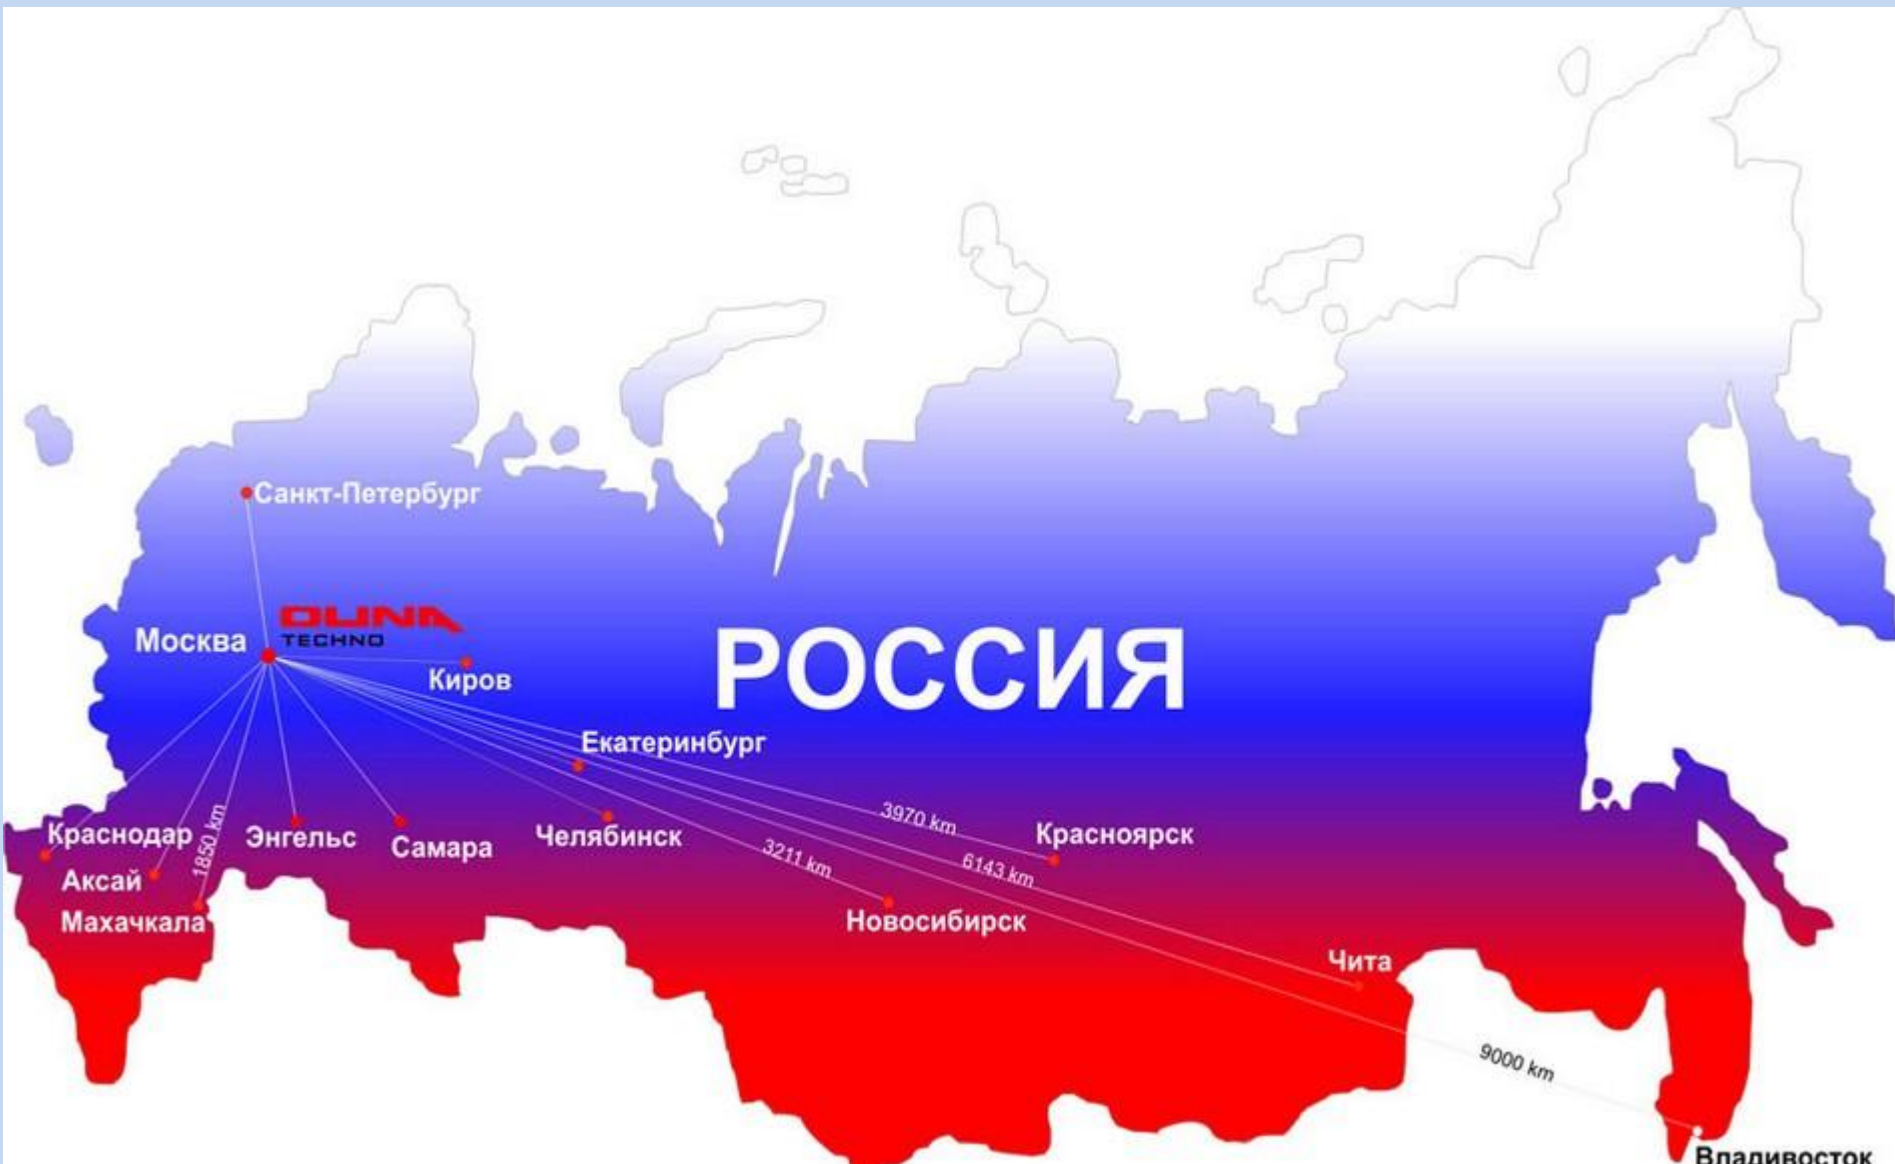 Санкт-Петербург
DUNA
TECHNO
Москва
Киров
РОССИЯ
Екатеринбург
Краснодар
1850 km
Энгельс
Самара
Челябинск
3970 km
Красноярск
3211 km
6143 km
Аксай
Махачкала
Новосибирск
Чита
9000 km
Владивосток